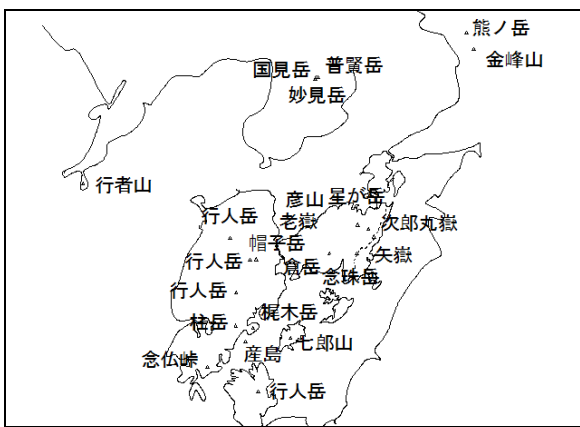 熊ノ岳
金峰山
国見岳
普賢岳
妙見岳
行者山
彦山
星が岳
行人岳
老嶽
次郎丸嶽
帽子岳
行人岳
倉岳
矢嶽
念珠岳
行人岳
梶木岳
柱岳
七郎山
産島
念仏峠
行人岳